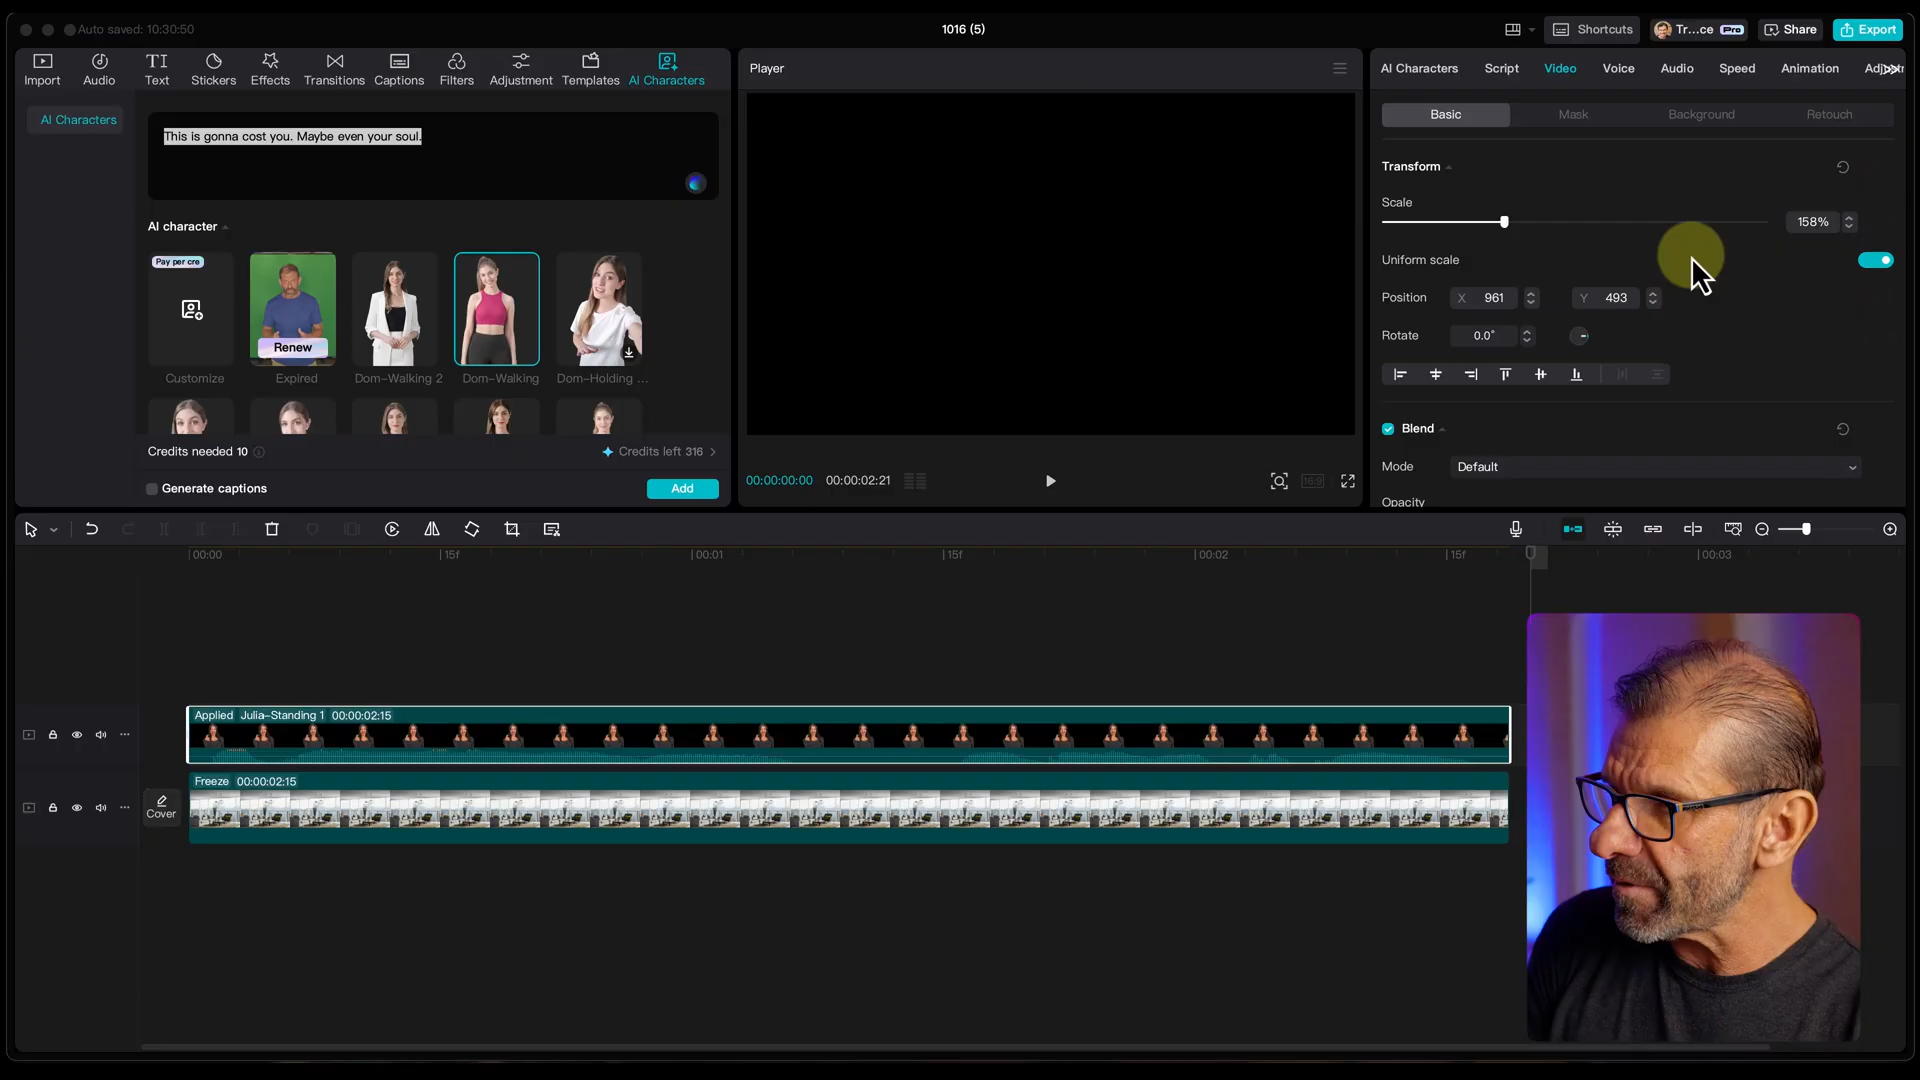 Auto saved: 10:30:50
1016 (5)
Shortcuts
Tr...ce Pro
Share
Export
Import
Audio
Text
Stickers
Effects
Transitions
Captions
Filters
Adjustment
Templates
AI Characters
AI Characters
This is gonna cost you. Maybe even your soul.
AI character
Pay per cre
Renew
Customize
Expired
Dom-Walking 2
Dom-Walking
Dom-Holding ...
Credits needed 10
Credits left 316
Generate captions
Add
Player
00:00:00:00
00:00:02:21
16:9
AI Characters
Script
Video
Voice
Audio
Speed
Animation
Basic
Mask
Background
Retouch
Transform
Scale
158%
Uniform scale
Position
X 961
Y 493
Rotate
0.0°
Blend
Mode
Default
Opacity
00:00
15f
00:01
15f
00:02
15f
00:03
Applied Julia-Standing 1 00:00:02:15
Freeze 00:00:02:15
Cover